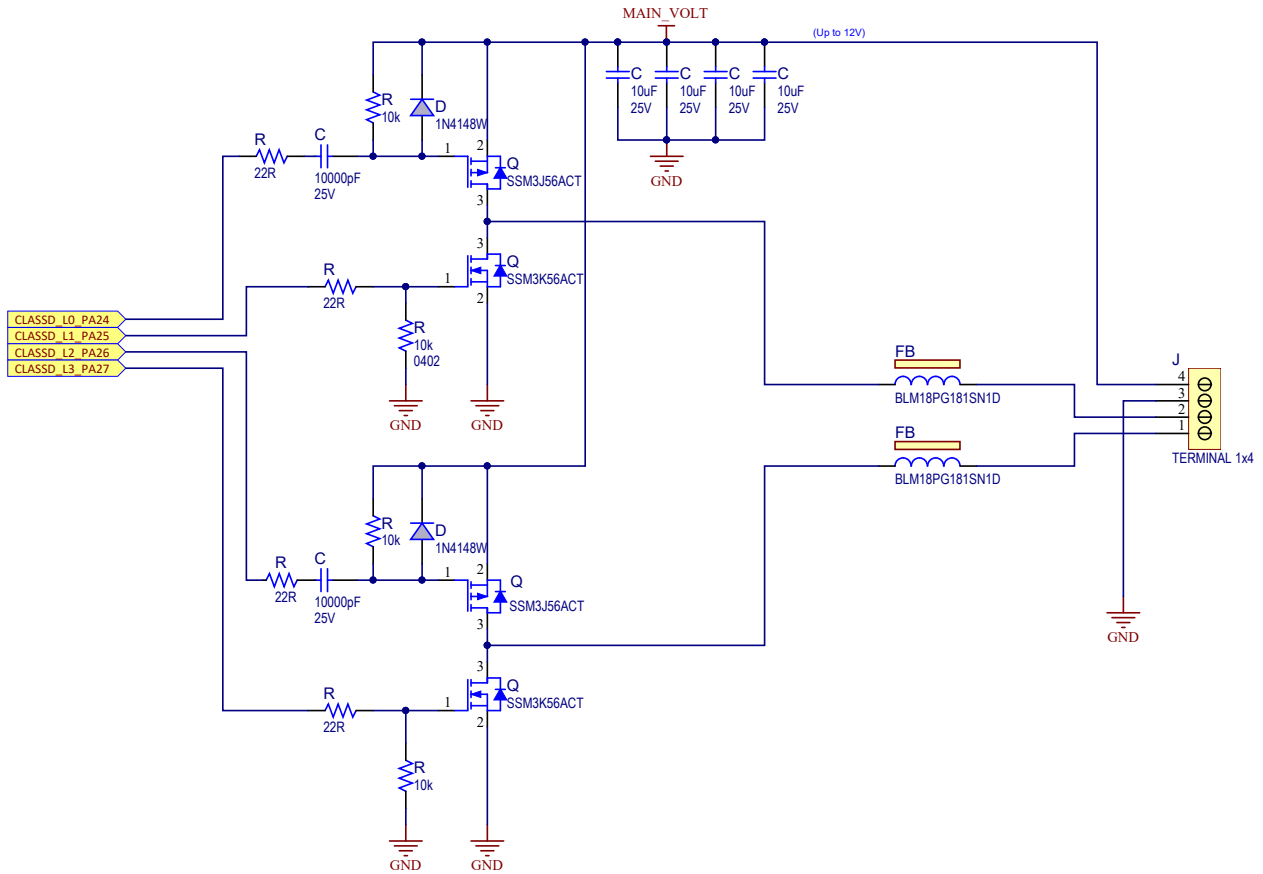 MAIN_VOLT
(Up to 12V)
C
10uF
25V
C
10uF
25V
C
10uF
25V
C
10uF
25V
GND
R
10k
D
1N4148W
R
22R
C
10000pF
25V
1
2
Q
SSM3J56ACT
3
3
Q
SSM3K56ACT
1
2
R
22R
R
10k
0402
GND
GND
CLASSD_L0_PA24
CLASSD_L1_PA25
CLASSD_L2_PA26
CLASSD_L3_PA27
FB
BLM18PG181SN1D
FB
BLM18PG181SN1D
J
4
3
2
1
TERMINAL 1x4
GND
R
10k
D
1N4148W
R
22R
C
10000pF
25V
1
2
Q
SSM3J56ACT
3
3
Q
SSM3K56ACT
1
2
R
22R
R
10k
GND
GND